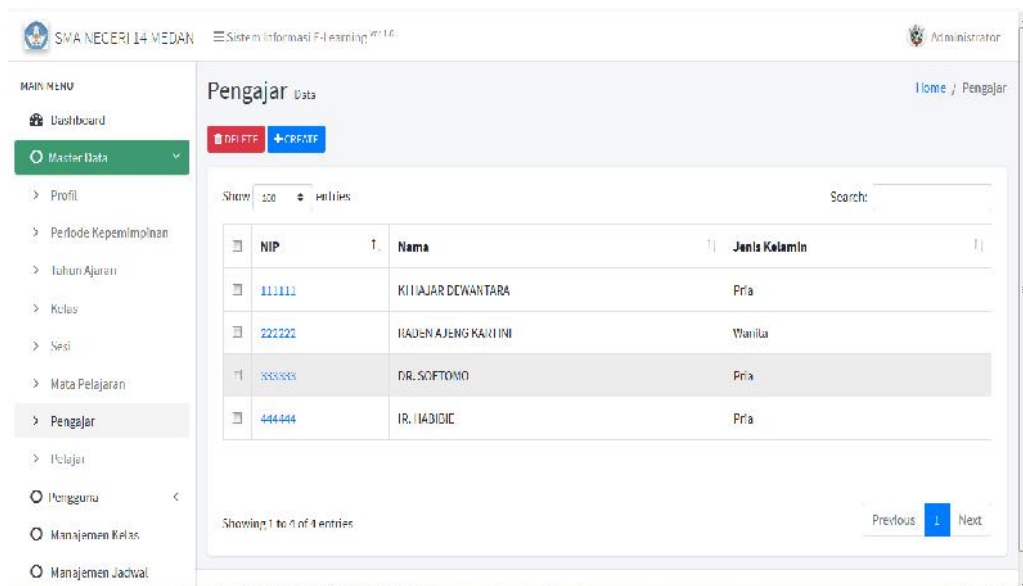 SMA NEGERI 14 MEDAN
Sistem Informasi E-Learning ver 1.0
Administrator
MAIN MENU
Dashboard
Master Data
Profil
Periode Kepemimpinan
Tahun Ajaran
Kelas
Sesi
Mata Pelajaran
Pengajar
Pelajar
Pengguna
Manajemen Kelas
Manajemen Jadwal
Pengajar Data
Home / Pengajar
DELETE CREATE
Show 100 entries Search:
NIP Nama Jenis Kelamin
111111 KI HAJAR DEWANTARA Pria
222222 RADEN AJENG KARTINI Wanita
333333 DR. SOETOMO Pria
444444 IR. HABIBIE Pria
Showing 1 to 4 of 4 entries
Previous 1 Next